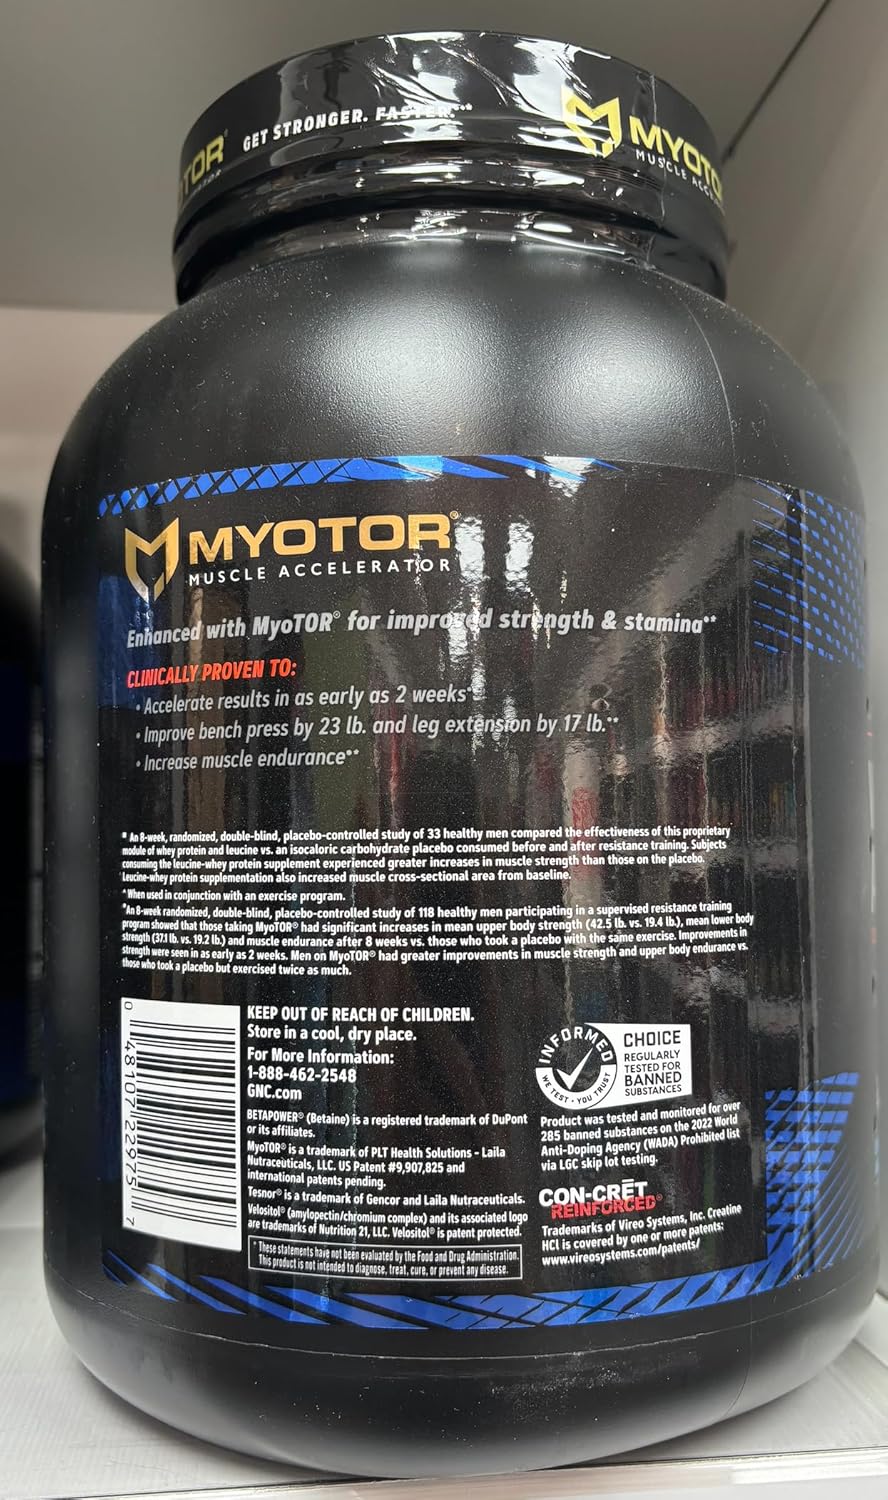 TOR
GET STRONGER. FASTER.
MYOTO
MUSCLE ACCEL
MYOTOR®
MUSCLE ACCELERATOR
Enhanced with MyoTOR® for improved strength & stamina**
CLINICALLY PROVEN TO:
• Accelerate results in as early as 2 weeks
• Improve bench press by 23 lb. and leg extension by 17 lb.**
• Increase muscle endurance**
An 8-week, randomized, double-blind, placebo-controlled study of 33 healthy men compared the effectiveness of this proprietary
module of whey protein and leucine vs. an isocaloric carbohydrate placebo consumed before and after resistance training. Subjects
consuming the leucine-whey protein supplement experienced greater increases in muscle strength than those on the placebo.
Leucine-whey protein supplementation also increased muscle cross-sectional area from baseline.
When used in conjunction with an exercise program.
An 8-week randomized, double-blind, placebo-controlled study of 118 healthy men participating in a supervised resistance training
program showed that those taking MyoTOR® had significant increases in mean upper body strength (42.5 lb. vs. 19.4 lb.), mean lower body
strength (37.1 lb. vs. 19.2 lb.) and muscle endurance after 8 weeks vs. those who took a placebo with the same exercise. Improvements in
strength were seen in as early as 2 weeks. Men on MyoTOR® had greater improvements in muscle strength and upper body endurance vs.
those who took a placebo but exercised twice as much.
0 48107 22975 7
KEEP OUT OF REACH OF CHILDREN.
Store in a cool, dry place.
For More Information:
1-888-462-2548
GNC.com
BETAPOWER® (Betaine) is a registered trademark of DuPont
or its affiliates.
MyoTOR® is a trademark of PLT Health Solutions - Laila
Nutraceuticals, LLC. US Patent #9,907,825 and
international patents pending.
Tesnor® is a trademark of Gencor and Laila Nutraceuticals.
Velositol® (amylopectin/chromium complex) and its associated logo
are trademarks of Nutrition 21, LLC. Velositol® is patent protected.
* These statements have not been evaluated by the Food and Drug Administration.
This product is not intended to diagnose, treat, cure, or prevent any disease.
INFORMED
WE TEST • YOU TRUST
CHOICE
REGULARLY
TESTED FOR
BANNED
SUBSTANCES
Product was tested and monitored for over
285 banned substances on the 2022 World
Anti-Doping Agency (WADA) Prohibited list
via LGC skip lot testing.
CON-CRĒT
REINFORCED®
Trademarks of Vireo Systems, Inc. Creatine
HCl is covered by one or more patents:
www.vireosystems.com/patents/